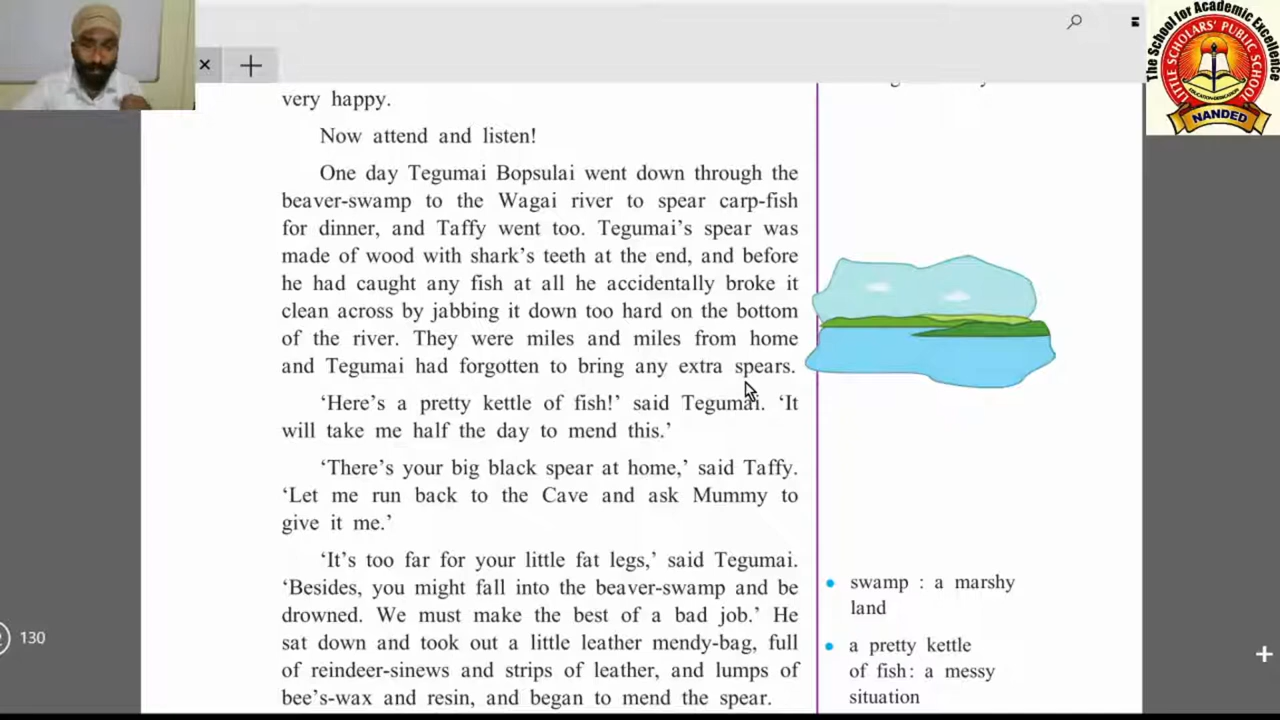 very happy.
Now attend and listen!
One day Tegumai Bopsulai went down through the
beaver-swamp to the Wagai river to spear carp-fish
for dinner, and Taffy went too. Tegumai's spear was
made of wood with shark's teeth at the end, and before
he had caught any fish at all he accidentally broke it
clean across by jabbing it down too hard on the bottom
of the river. They were miles and miles from home
and Tegumai had forgotten to bring any extra spears.
'Here's a pretty kettle of fish!' said Tegumai. 'It
will take me half the day to mend this.'
'There's your big black spear at home,' said Taffy.
'Let me run back to the Cave and ask Mummy to
give it me.'
'It's too far for your little fat legs,' said Tegumai.
'Besides, you might fall into the beaver-swamp and be
drowned. We must make the best of a bad job.' He
sat down and took out a little leather mendy-bag, full
of reindeer-sinews and strips of leather, and lumps of
bee's-wax and resin, and began to mend the spear.
• swamp : a marshy
land
• a pretty kettle
of fish: a messy
situation
130
The School for Academic Excellence
LITTLE SCHOLARS' PUBLIC SCHOOL
NANDED